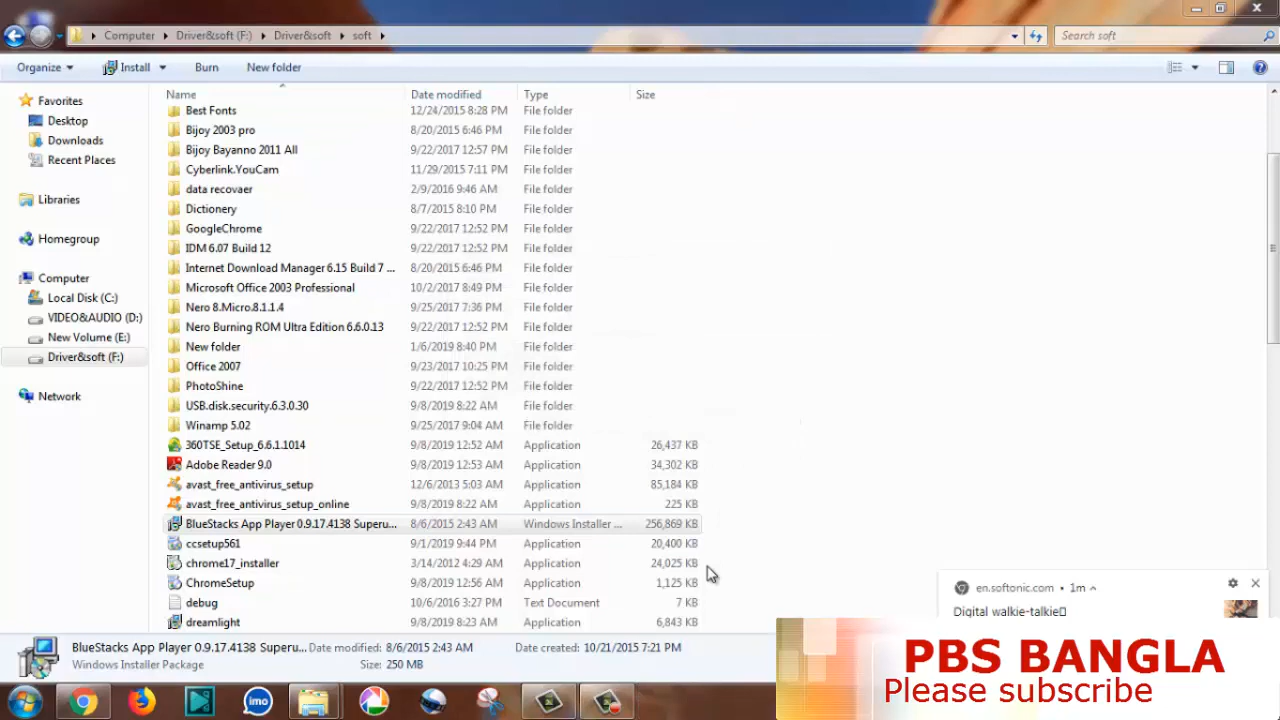 Computer Driver&soft (F:) Driver&soft soft Search soft
Organize Install Burn New folder
Name Date modified Type Size
Favorites
Desktop
Downloads
Recent Places
Libraries
Homegroup
Computer
Local Disk (C:)
VIDEO&AUDIO (D:)
New Volume (E:)
Driver&soft (F:)
Network
Best Fonts 12/24/2015 8:28 PM File folder
Bijoy 2003 pro 8/20/2015 6:46 PM File folder
Bijoy Bayanno 2011 All 9/22/2017 12:57 PM File folder
Cyberlink.YouCam 11/29/2015 7:11 PM File folder
data recovaer 2/9/2016 9:46 AM File folder
Dictionery 8/7/2015 8:10 PM File folder
GoogleChrome 9/22/2017 12:52 PM File folder
IDM 6.07 Build 12 9/22/2017 12:52 PM File folder
Internet Download Manager 6.15 Build 7 ... 8/20/2015 6:46 PM File folder
Microsoft Office 2003 Professional 10/2/2017 8:49 PM File folder
Nero 8.Micro.8.1.1.4 9/25/2017 7:36 PM File folder
Nero Burning ROM Ultra Edition 6.6.0.13 9/22/2017 12:52 PM File folder
New folder 1/6/2019 8:40 PM File folder
Office 2007 9/23/2017 10:25 PM File folder
PhotoShine 9/22/2017 12:52 PM File folder
USB.disk.security.6.3.0.30 9/8/2019 8:22 AM File folder
Winamp 5.02 9/25/2017 9:04 AM File folder
360TSE_Setup_6.6.1.1014 9/8/2019 12:52 AM Application 26,437 KB
Adobe Reader 9.0 9/8/2019 12:53 AM Application 34,302 KB
avast_free_antivirus_setup 12/6/2013 5:03 AM Application 85,184 KB
avast_free_antivirus_setup_online 9/8/2019 8:22 AM Application 225 KB
BlueStacks App Player 0.9.17.4138 Superu... 8/6/2015 2:43 AM Windows Installer ... 256,869 KB
ccsetup561 9/1/2019 9:44 PM Application 20,400 KB
chrome17_installer 3/14/2012 4:29 AM Application 24,025 KB
ChromeSetup 9/8/2019 12:56 AM Application 1,125 KB
debug 10/6/2016 3:27 PM Text Document 7 KB
dreamlight 9/8/2019 8:23 AM Application 6,843 KB
en.softonic.com • 1m
Digital walkie-talkie
BlueStacks App Player 0.9.17.4138 Superu... Date modified: 8/6/2015 2:43 AM Date created: 10/21/2015 7:21 PM
Windows Installer Package Size: 250 MB
PBS BANGLA
Please subscribe
imo